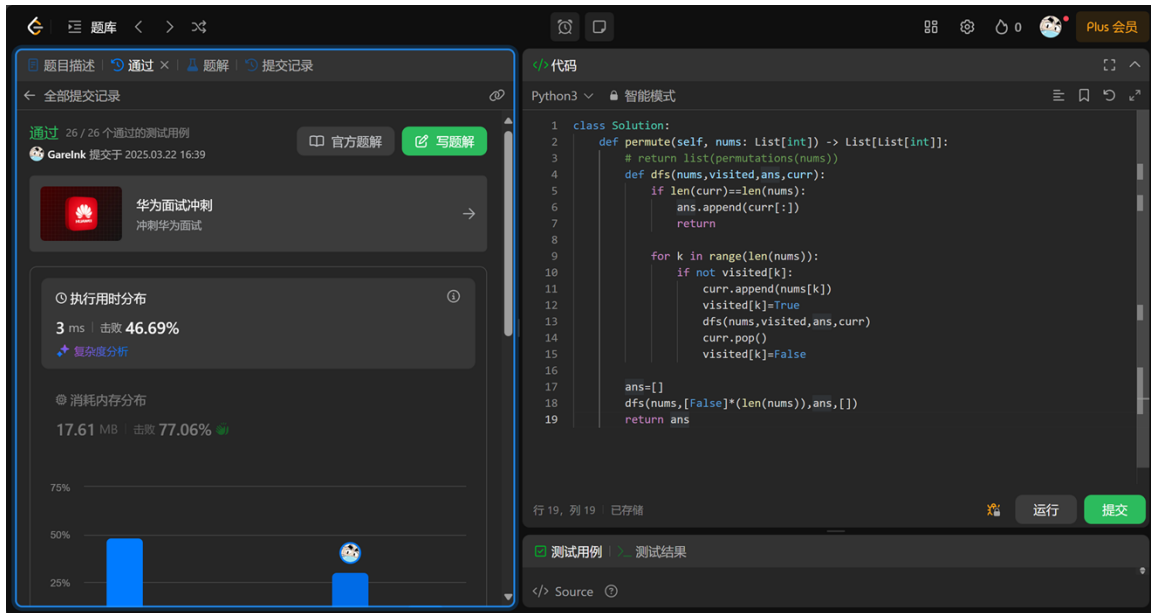 题库
0
Plus 会员
题目描述 通过 题解 提交记录
全部提交记录
通过 26 / 26 个通过的测试用例
GareInk 提交于 2025.03.22 16:39
官方题解
写题解
华为面试冲刺
冲刺华为面试
执行用时分布
3 ms 击败 46.69%
复杂度分析
消耗内存分布
17.61 MB 击败 77.06%
75%
50%
25%
</> 代码
Python3 智能模式
1 class Solution:
2     def permute(self, nums: List[int]) -> List[List[int]]:
3         # return list(permutations(nums))
4         def dfs(nums,visited,ans,curr):
5             if len(curr)==len(nums):
6                 ans.append(curr[:])
7                 return
8
9             for k in range(len(nums)):
10                 if not visited[k]:
11                     curr.append(nums[k])
12                     visited[k]=True
13                     dfs(nums,visited,ans,curr)
14                     curr.pop()
15                     visited[k]=False
16
17         ans=[]
18         dfs(nums,[False]*(len(nums)),ans,[])
19         return ans
行 19, 列 19 已存储
运行
提交
测试用例 >_ 测试结果
</> Source